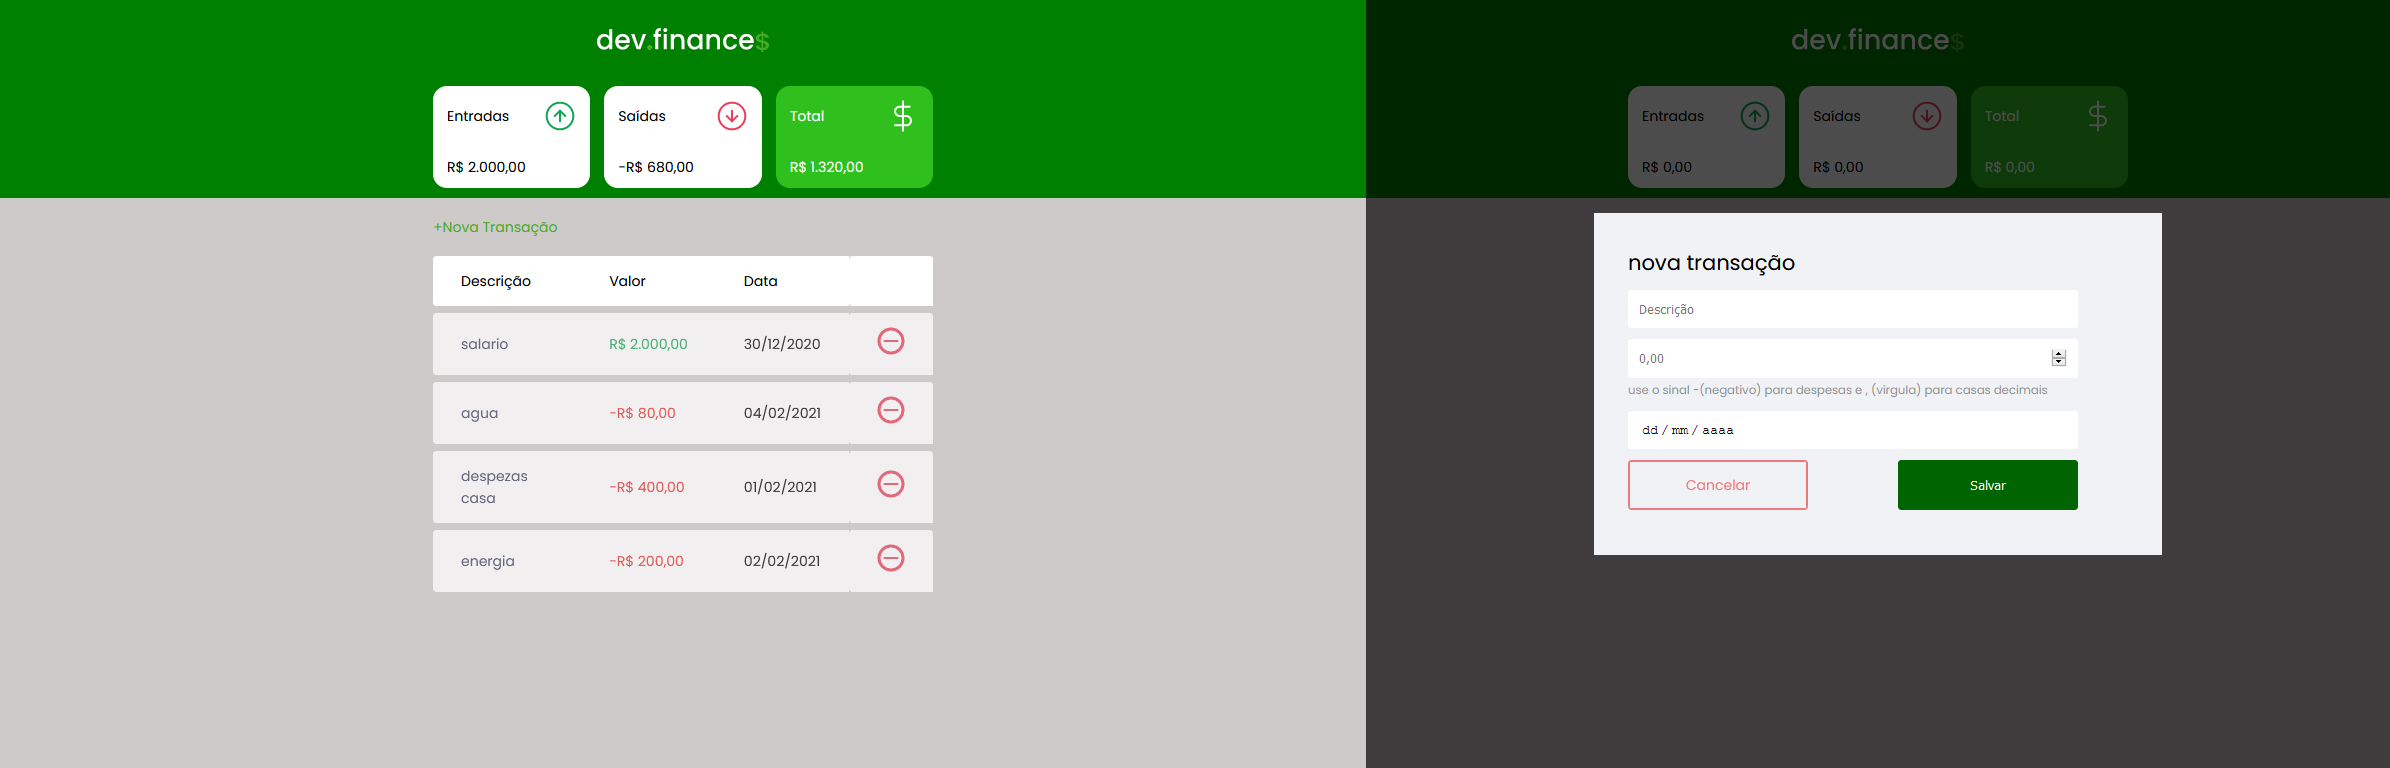 dev.finance$
Entradas
Saídas
Total
$
R$ 2.000,00
-R$ 680,00
R$ 1.320,00
+Nova Transação
Descrição Valor Data
salario R$ 2.000,00 30/12/2020
agua -R$ 80,00 04/02/2021
despezas
casa -R$ 400,00 01/02/2021
energia -R$ 200,00 02/02/2021
dev.finance$
Entradas
Saídas
Total
$
R$ 0,00
R$ 0,00
R$ 0,00
nova transação
Descrição
0,00
use o sinal -(negativo) para despesas e , (virgula) para casas decimais
dd / mm / aaaa
Cancelar
Salvar